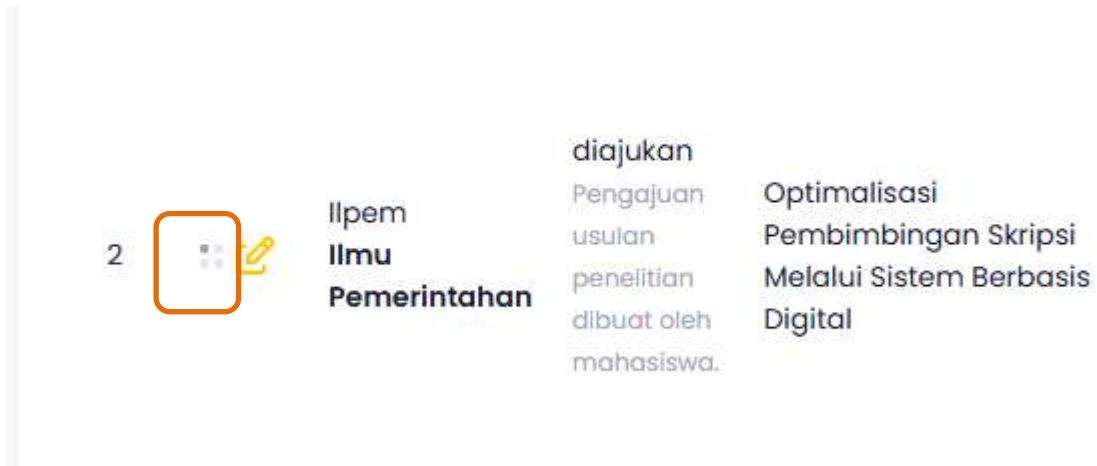 2
Ilpem
Ilmu
Pemerintahan
diajukan
Pengajuan
usulan
penelitian
dibuat oleh
mahasiswa.
Optimalisasi
Pembimbingan Skripsi
Melalui Sistem Berbasis
Digital